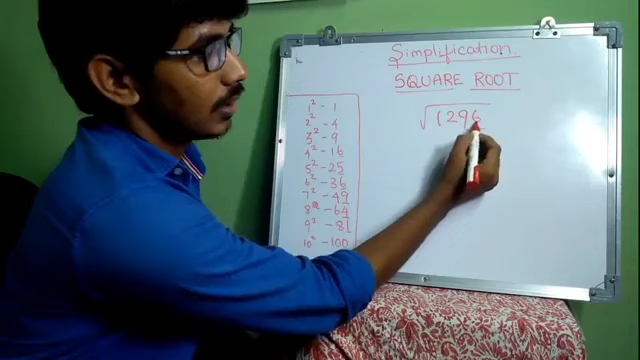 Simplification
SQUARE ROOT
1² - 1
2² - 4
3² - 9
4² - 16
5² - 25
6² - 36
7² - 49
8² - 64
9² - 81
10² - 100
√1296